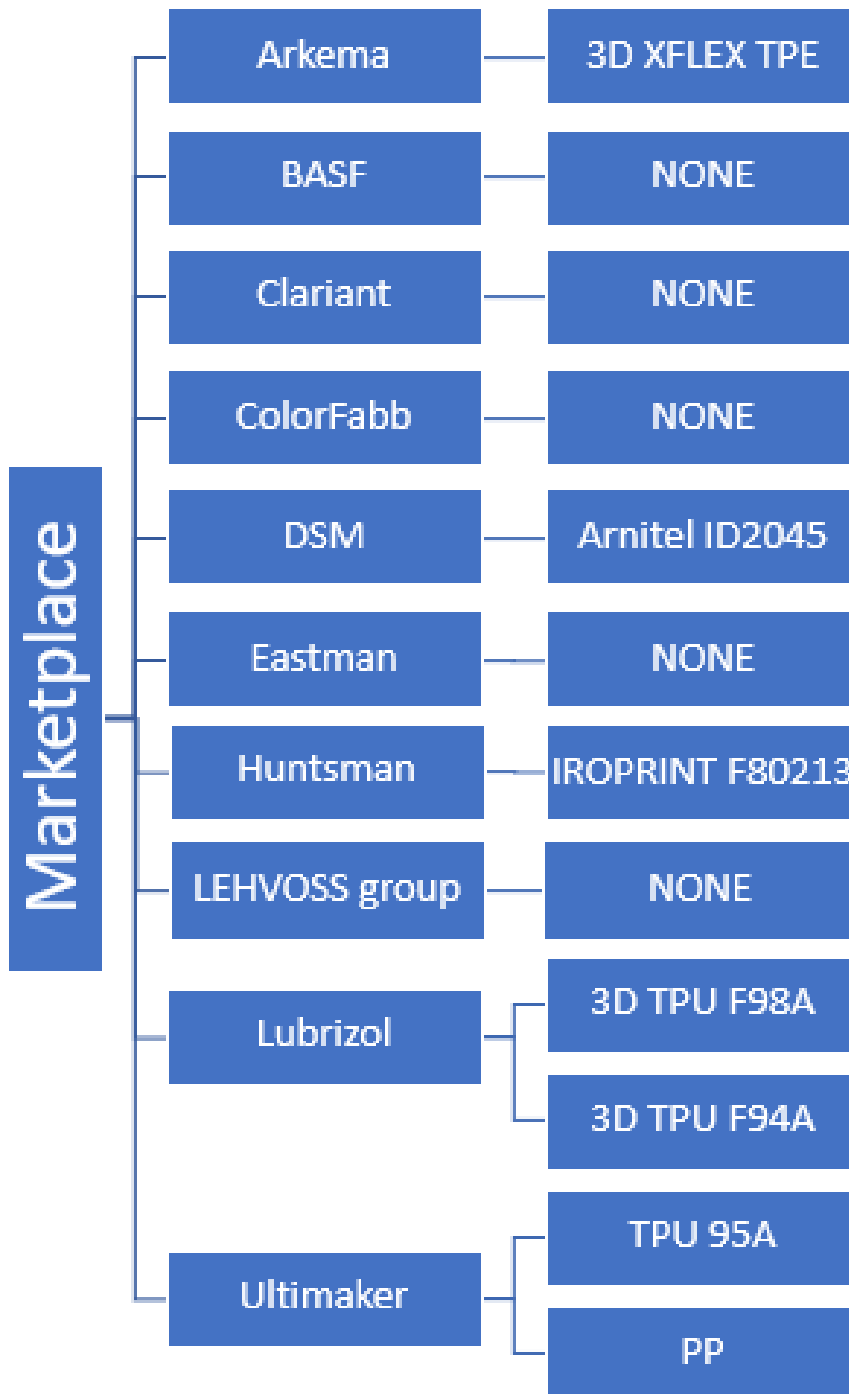 Marketplace
Arkema
3D XFLEX TPE
BASF
NONE
Clariant
NONE
ColorFabb
NONE
DSM
Arnitel ID2045
Eastman
NONE
Huntsman
IROPRINT F80213
LEHVOSS group
NONE
Lubrizol
3D TPU F98A
3D TPU F94A
Ultimaker
TPU 95A
PP